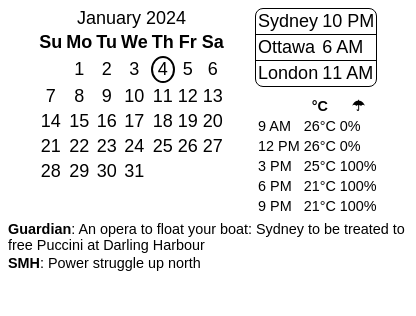 January 2024
Su Mo Tu We Th Fr Sa
1 2 3 4 5 6
7 8 9 10 11 12 13
14 15 16 17 18 19 20
21 22 23 24 25 26 27
28 29 30 31
Sydney 10 PM
Ottawa 6 AM
London 11 AM
°C ☂
9 AM 26°C 0%
12 PM 26°C 0%
3 PM 25°C 100%
6 PM 21°C 100%
9 PM 21°C 100%
Guardian: An opera to float your boat: Sydney to be treated to
free Puccini at Darling Harbour
SMH: Power struggle up north